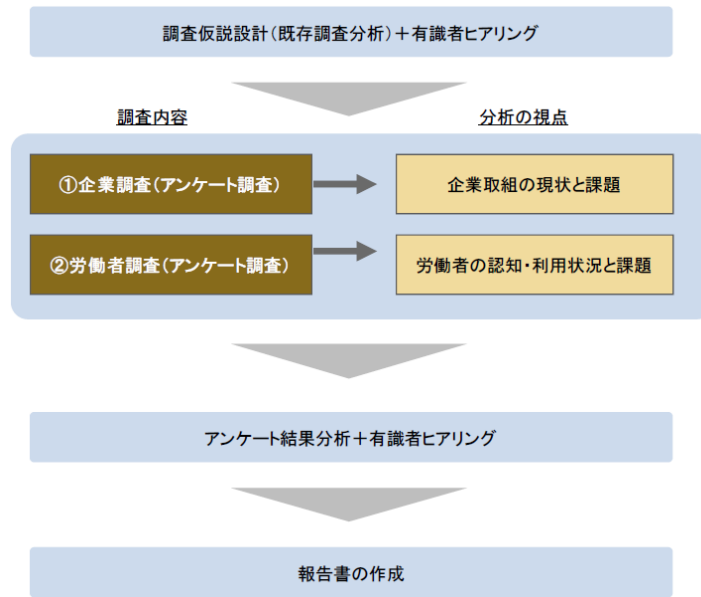 調査仮説設計(既存調査分析)+有識者ヒアリング
調査内容
分析の視点
①企業調査(アンケート調査)
企業取組の現状と課題
②労働者調査(アンケート調査)
労働者の認知・利用状況と課題
アンケート結果分析+有識者ヒアリング
報告書の作成